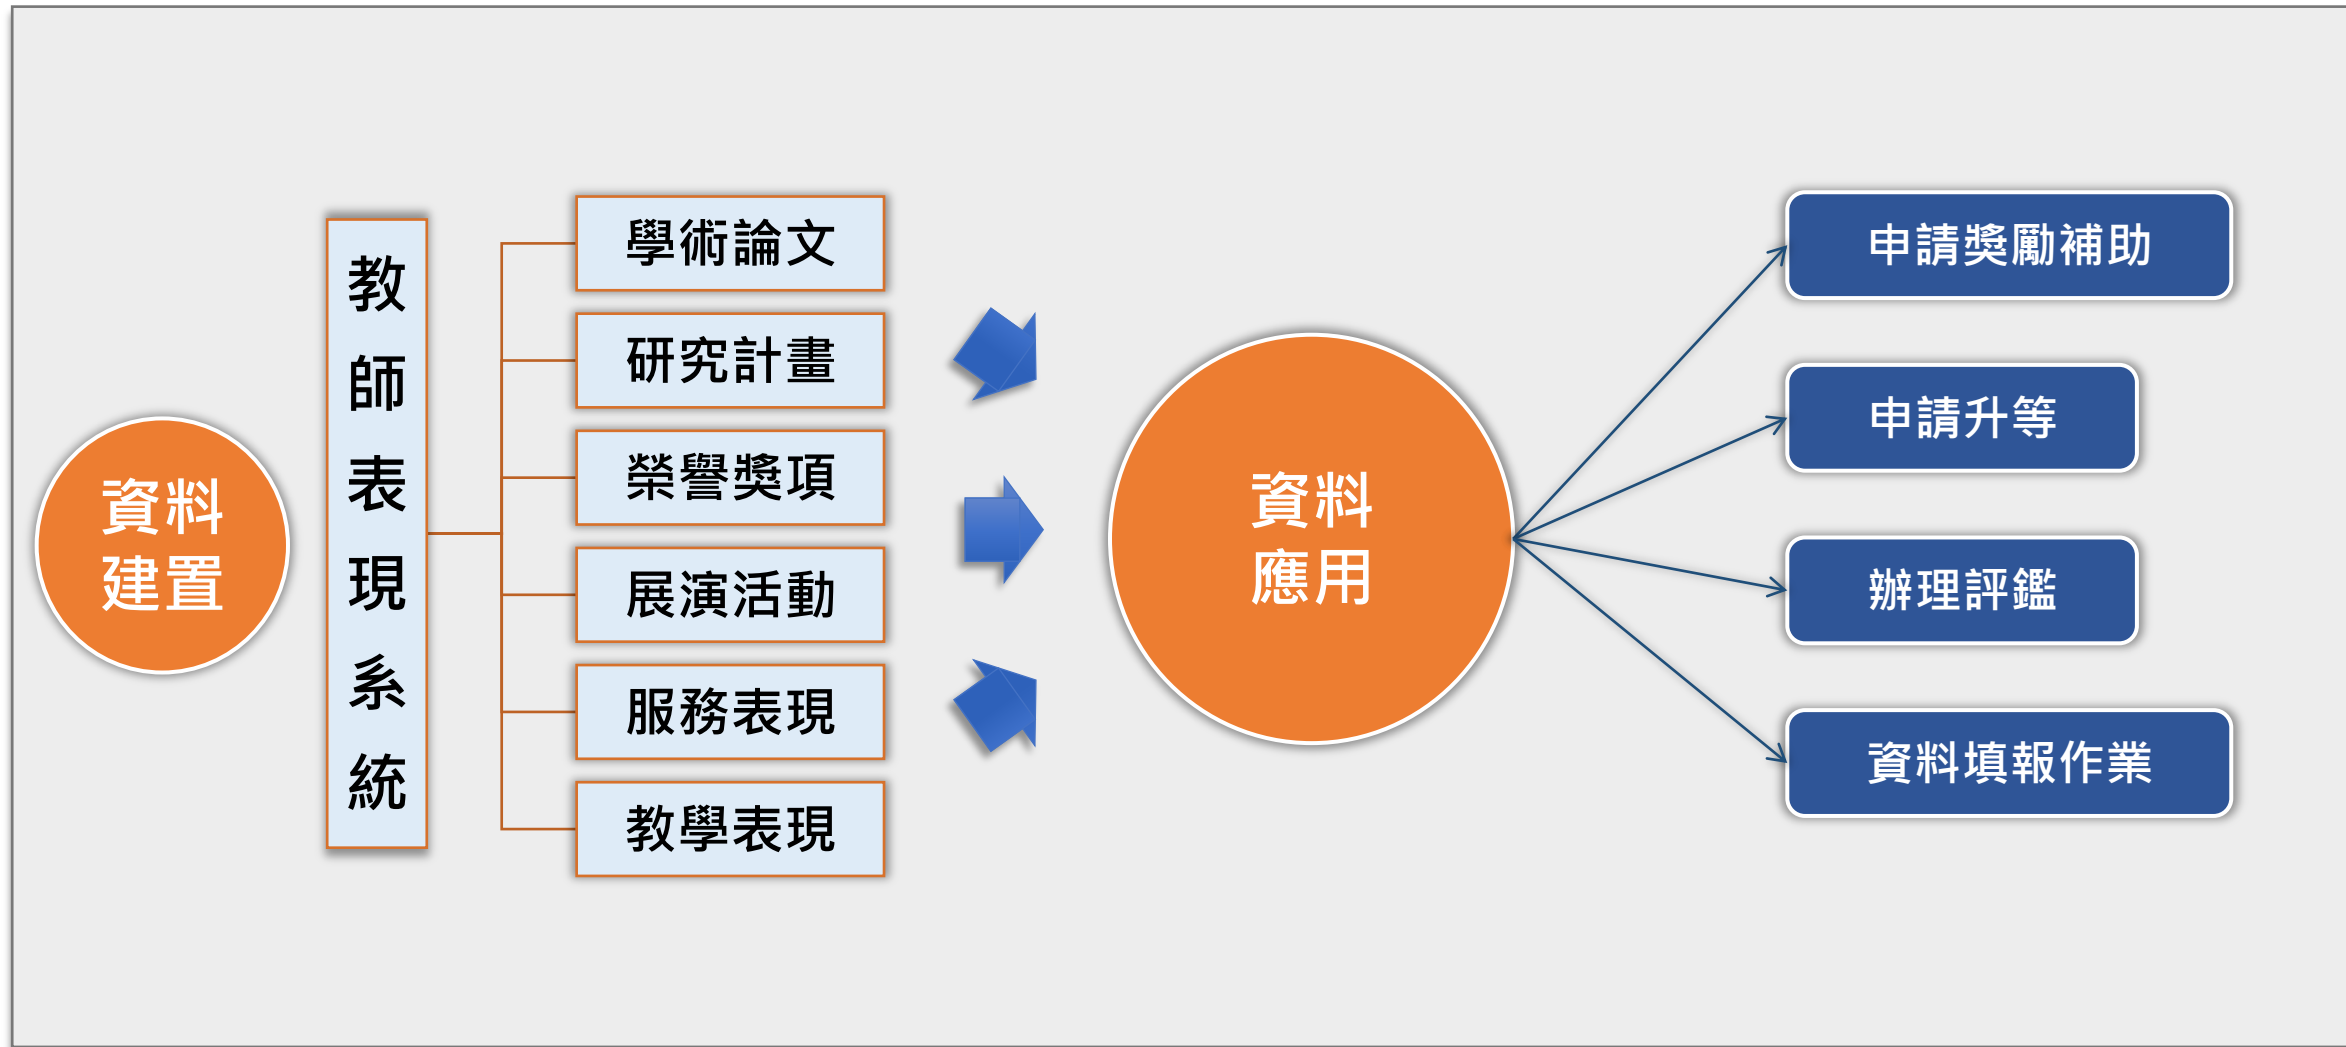 資料
建置
教師表現系統
學術論文
研究計畫
榮譽獎項
展演活動
服務表現
教學表現
資料
應用
申請獎勵補助
申請升等
辦理評鑑
資料填報作業